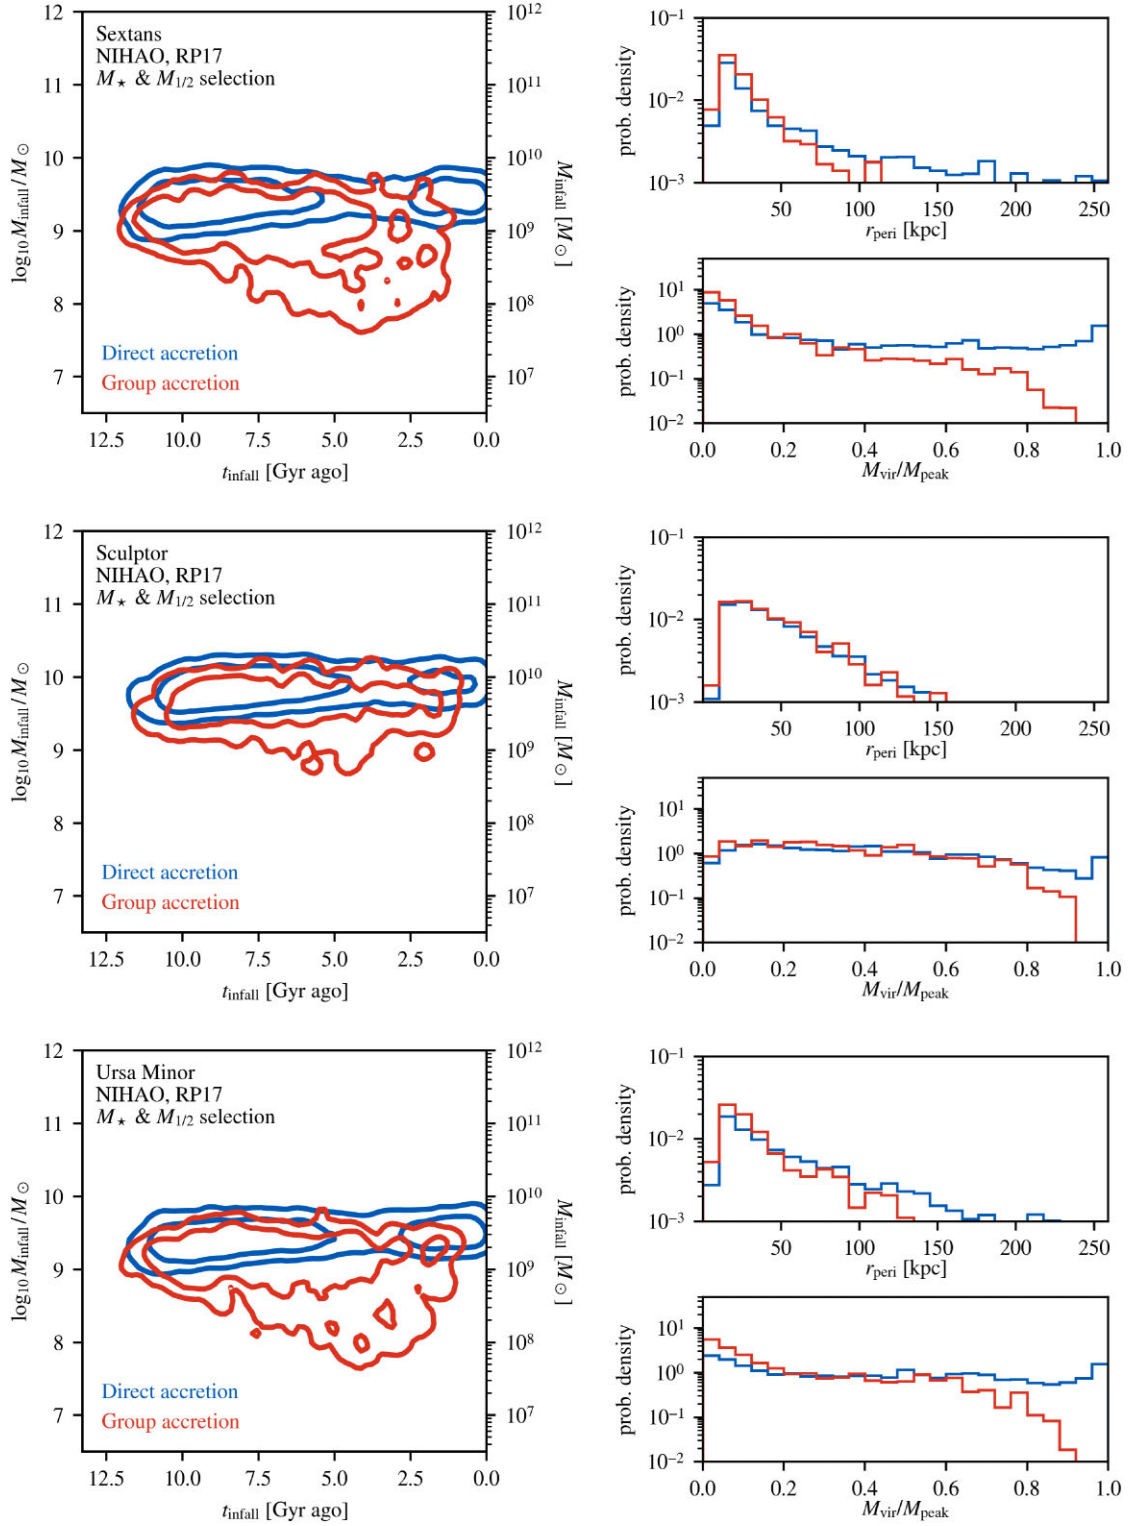 Sextans
NIHAO, RP17
M⋆ & M1/2 selection
Direct accretion
Group accretion
12
11
10
9
8
7
log10 Minfall/M⊙
10^12
10^11
10^10
10^9
10^8
10^7
Minfall [M⊙]
12.5 10.0 7.5 5.0 2.5 0.0
tinfall [Gyr ago]
10^-1
10^-2
10^-3
prob. density
50 100 150 200 250
rperi [kpc]
10^1
10^0
10^-1
10^-2
prob. density
0.0 0.2 0.4 0.6 0.8 1.0
Mvir/Mpeak
Sculptor
NIHAO, RP17
M⋆ & M1/2 selection
Direct accretion
Group accretion
12
11
10
9
8
7
log10 Minfall/M⊙
10^12
10^11
10^10
10^9
10^8
10^7
Minfall [M⊙]
12.5 10.0 7.5 5.0 2.5 0.0
tinfall [Gyr ago]
10^-1
10^-2
10^-3
prob. density
50 100 150 200 250
rperi [kpc]
10^1
10^0
10^-1
10^-2
prob. density
0.0 0.2 0.4 0.6 0.8 1.0
Mvir/Mpeak
Ursa Minor
NIHAO, RP17
M⋆ & M1/2 selection
Direct accretion
Group accretion
12
11
10
9
8
7
log10 Minfall/M⊙
10^12
10^11
10^10
10^9
10^8
10^7
Minfall [M⊙]
12.5 10.0 7.5 5.0 2.5 0.0
tinfall [Gyr ago]
10^-1
10^-2
10^-3
prob. density
50 100 150 200 250
rperi [kpc]
10^1
10^0
10^-1
10^-2
prob. density
0.0 0.2 0.4 0.6 0.8 1.0
Mvir/Mpeak